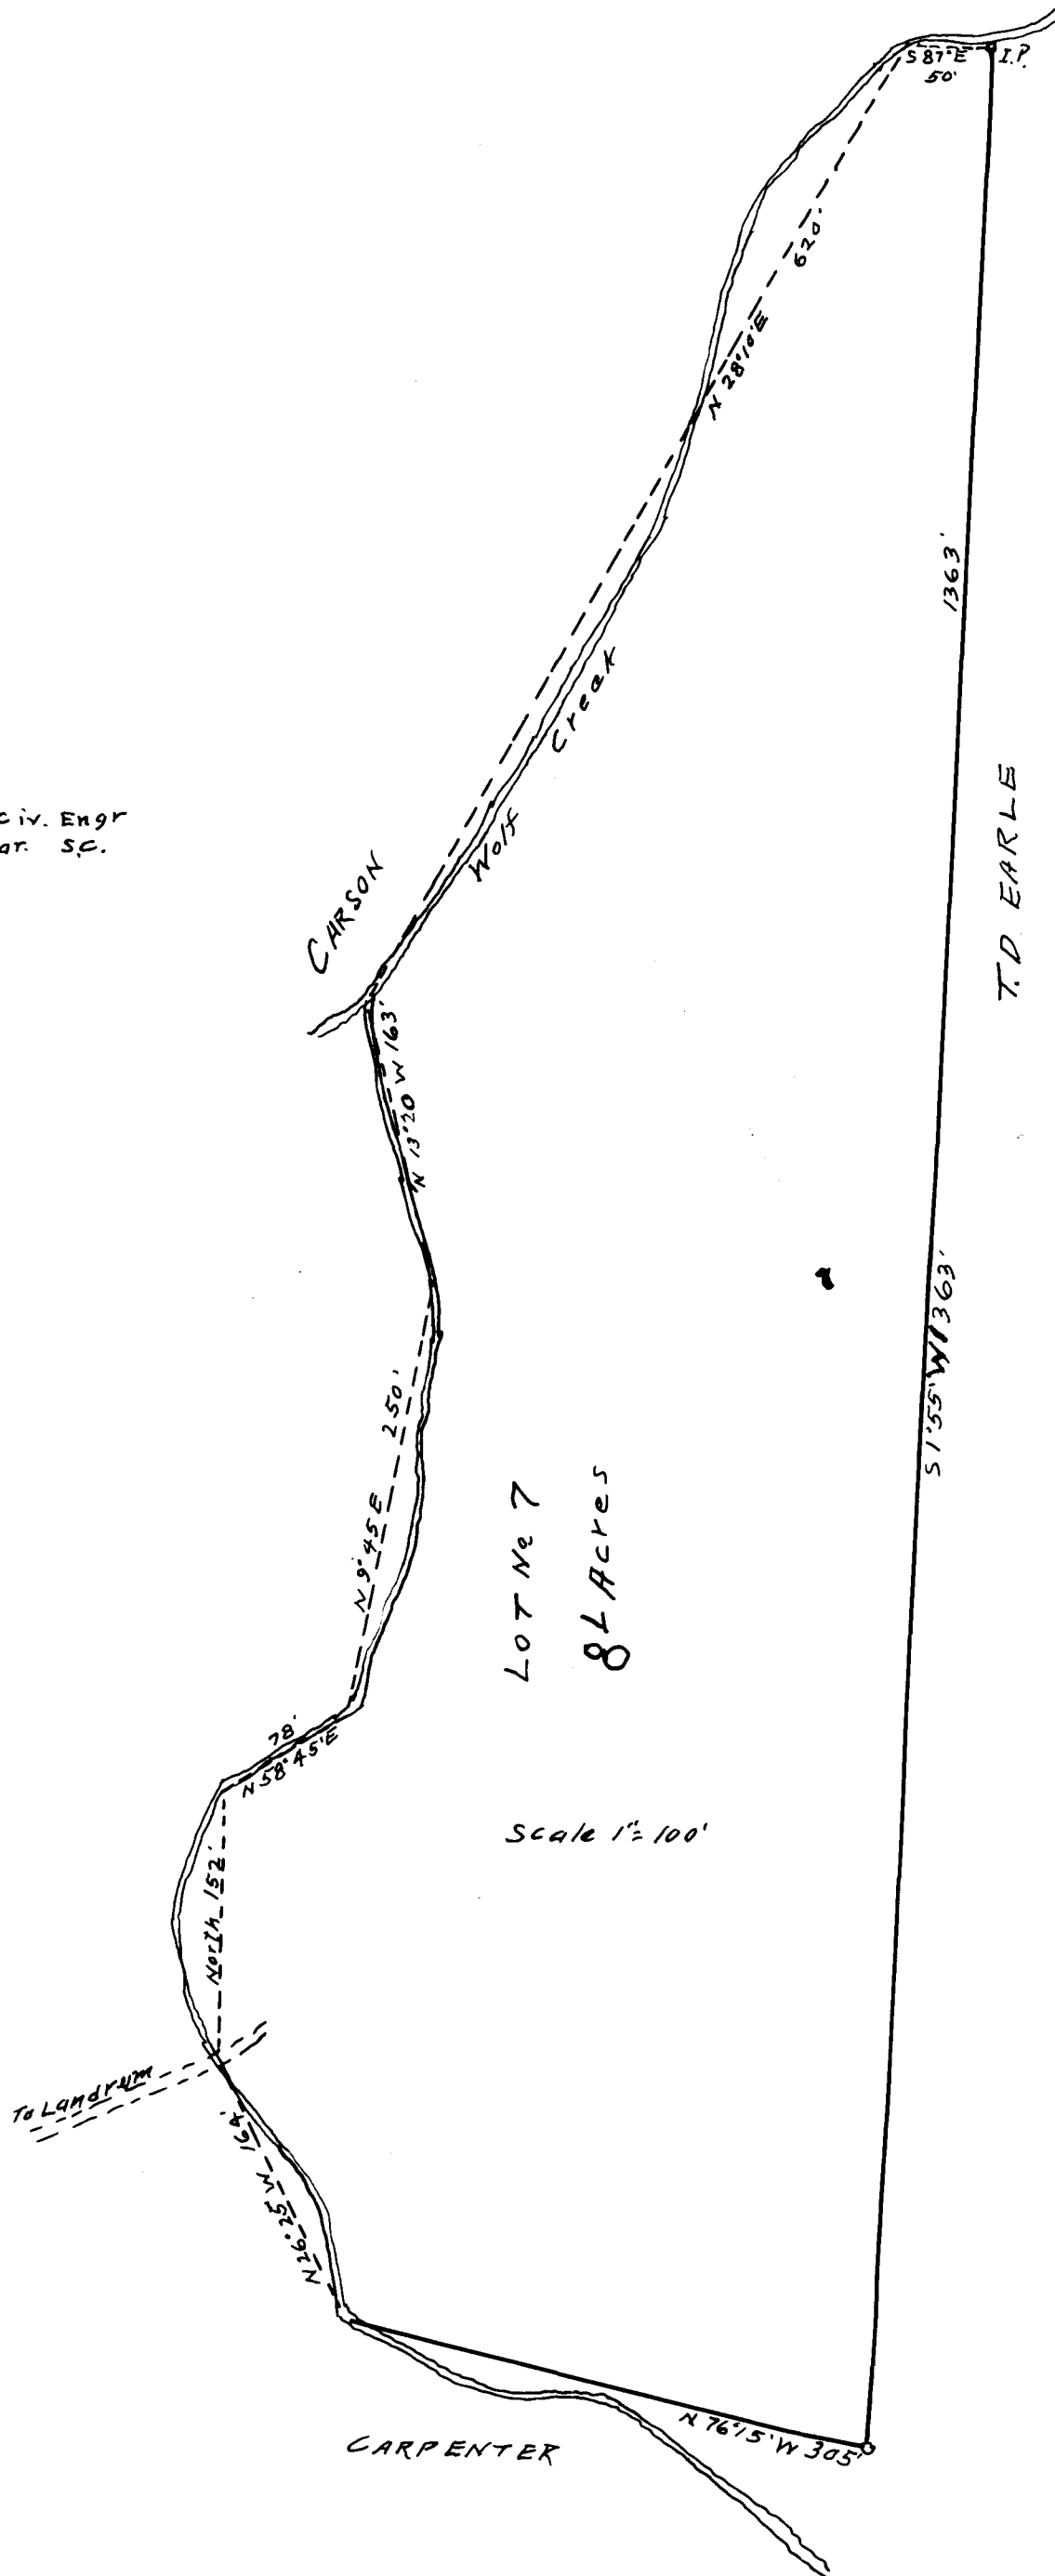 S 87° E I.P.
50'
620'
N 28°10' E
1363'
Creek
Wolf
Civ. Engr
S.C.
CARSON
T.D. EARLE
N 13°20 W 163'
S 1°55' W 1363'
N 9°45 E 250'
LOT No 7
Acres
78'
N 58°45' E
Scale 1"= 100'
North 152'
To Landrum
N 26°25 W 164'
N 76°15' W 305'
CARPENTER